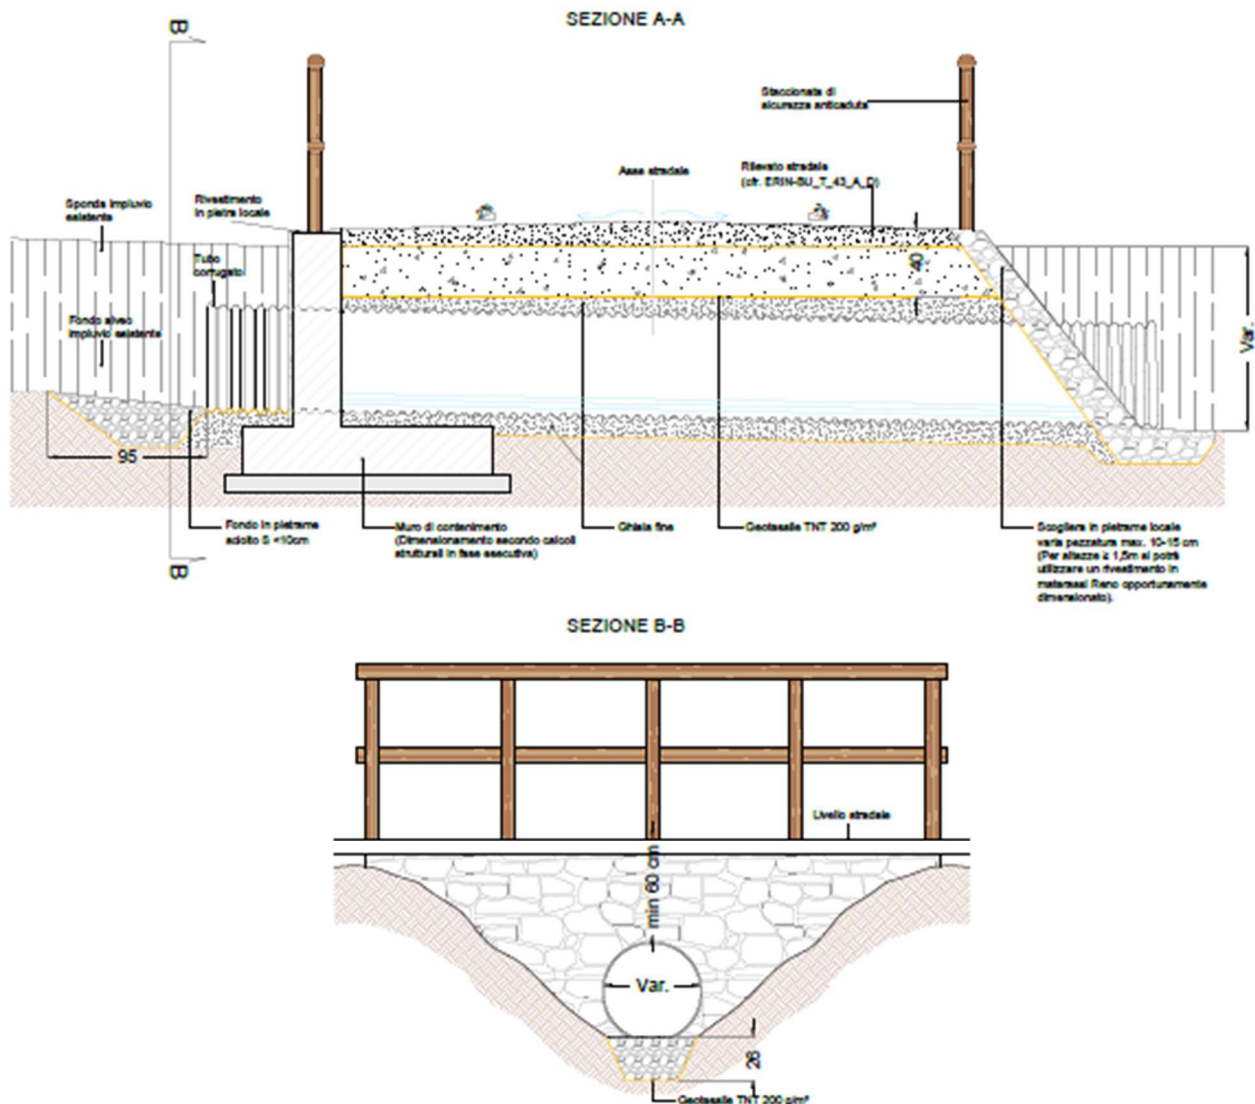 SEZIONE A-A
B
Staccionata di
sicurezza anticaduta
Asse stradale
Rilevato stradale
(cfr. ERIN-SU_T_43_A_D)
Sponda impluvio
esistente
Rivestimento
in pietra locale
Tubo
corrugato
Fondo alveo
impluvio esistente
40
Var.
95
Fondo in pietrame
sciolto S =10cm
Muro di contenimento
(Dimensionamento secondo calcoli
strutturali in fase esecutiva)
Ghiaia fine
Geotessile TNT 200 g/m²
Scogliera in pietrame locale
varia pezzatura max. 10-15 cm
(Per altezze ≥ 1,5m si potrà
utilizzare un rivestimento in
materassi Reno opportunamente
dimensionato).
B
SEZIONE B-B
Livello stradale
min 60 cm
Var.
26
Geotessile TNT 200 g/m²